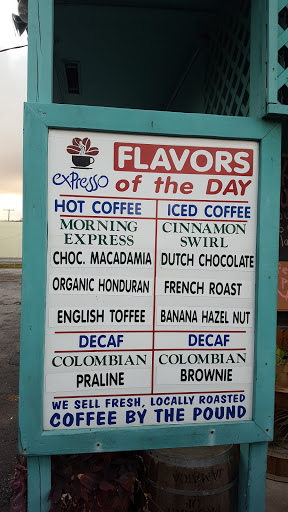 exPresso
FLAVORS
of the DAY
HOT COFFEE
ICED COFFEE
MORNING
EXPRESS
CINNAMON
SWIRL
CHOC. MACADAMIA
DUTCH CHOCOLATE
ORGANIC HONDURAN
FRENCH ROAST
ENGLISH TOFFEE
BANANA HAZEL NUT
DECAF
DECAF
COLOMBIAN
COLOMBIAN
PRALINE
BROWNIE
WE SELL FRESH, LOCALLY ROASTED
COFFEE BY THE POUND